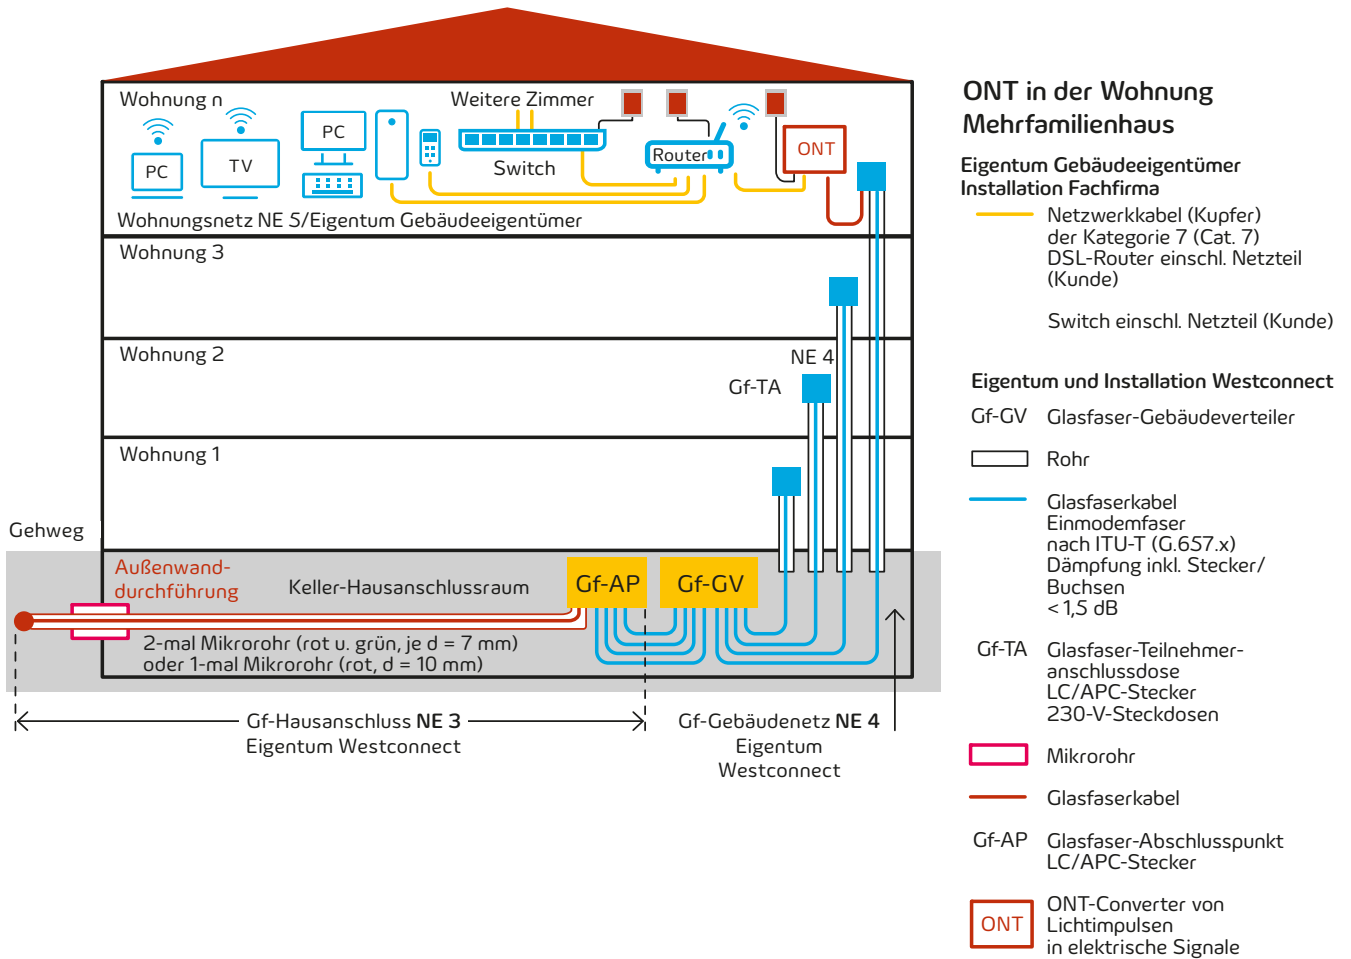 Wohnung n
Weitere Zimmer
PC
TV
PC
Switch
Router
ONT
Wohnungsnetz NE 5/Eigentum Gebäudeeigentümer
Wohnung 3
Wohnung 2
NE 4
Gf-TA
Wohnung 1
Gehweg
Außenwand-
durchführung
Keller-Hausanschlussraum
Gf-AP
Gf-GV
2-mal Mikrorohr (rot u. grün, je d = 7 mm)
oder 1-mal Mikrorohr (rot, d = 10 mm)
Gf-Hausanschluss NE 3
Eigentum Westconnect
Gf-Gebäudenetz NE 4
Eigentum
Westconnect
ONT in der Wohnung
Mehrfamilienhaus
Eigentum Gebäudeeigentümer
Installation Fachfirma
Netzwerkkabel (Kupfer)
der Kategorie 7 (Cat. 7)
DSL-Router einschl. Netzteil
(Kunde)
Switch einschl. Netzteil (Kunde)
Eigentum und Installation Westconnect
Gf-GV Glasfaser-Gebäudeverteiler
Rohr
Glasfaserkabel
Einmodemfaser
nach ITU-T (G.657.x)
Dämpfung inkl. Stecker/
Buchsen
< 1,5 dB
Gf-TA Glasfaser-Teilnehmer-
anschlussdose
LC/APC-Stecker
230-V-Steckdosen
Mikrorohr
Glasfaserkabel
Gf-AP Glasfaser-Abschlusspunkt
LC/APC-Stecker
ONT ONT-Converter von
Lichtimpulsen
in elektrische Signale